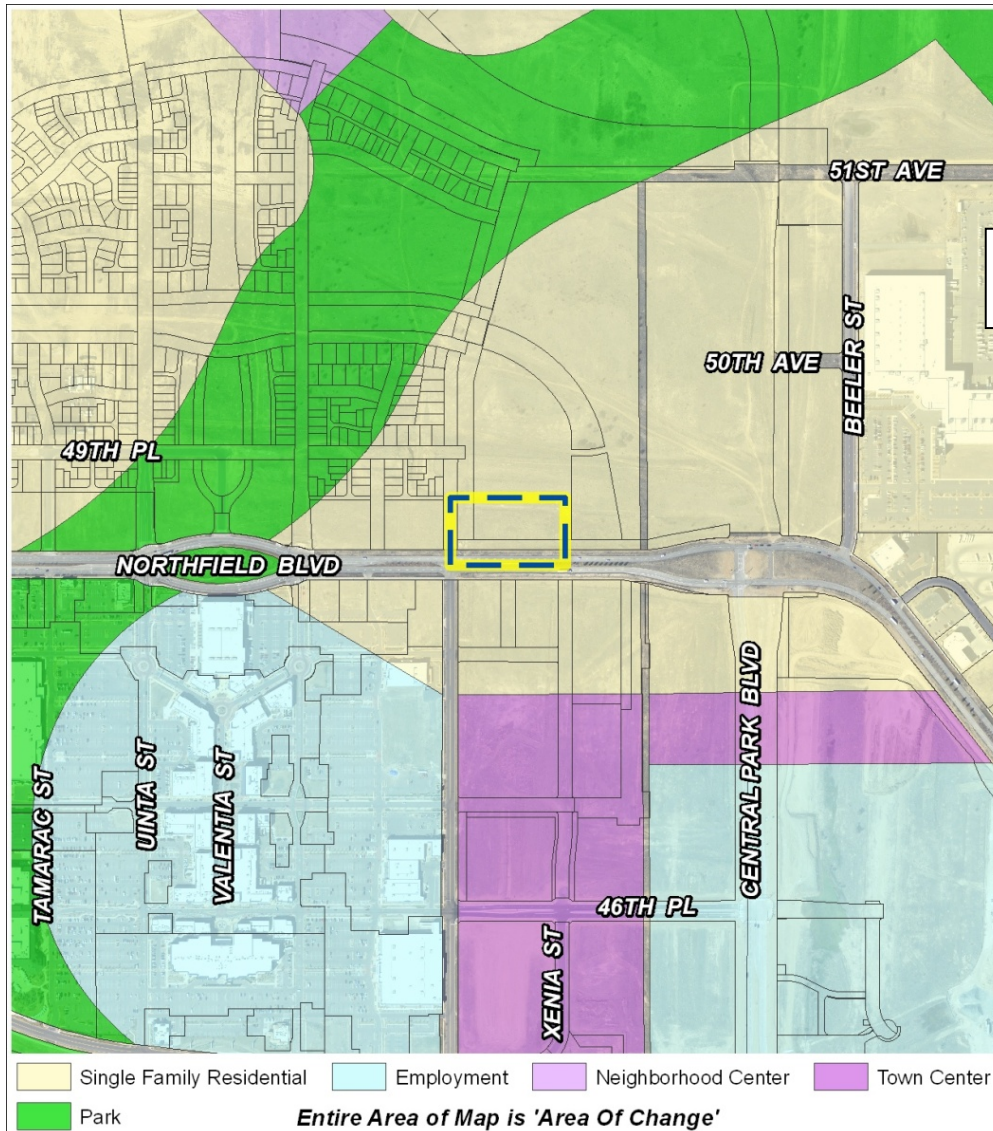 51ST AVE
50TH AVE
BEELER ST
49TH PL
NORTHFIELD BLVD
CENTRAL PARK BLVD
TAMARAC ST
UINTA ST
VALENTIA ST
46TH PL
XENIA ST
Single Family Residential
Employment
Neighborhood Center
Town Center
Park
Entire Area of Map is 'Area Of Change'